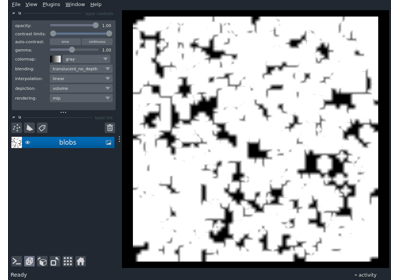 File View Plugins Window Help
opacity: 1.00
contrast limits:
auto-contrast: once continuous
gamma: 1.00
colormap: gray
blending: translucent_no_depth
interpolation: linear
depiction: volume
rendering: mip
blobs
Ready activity